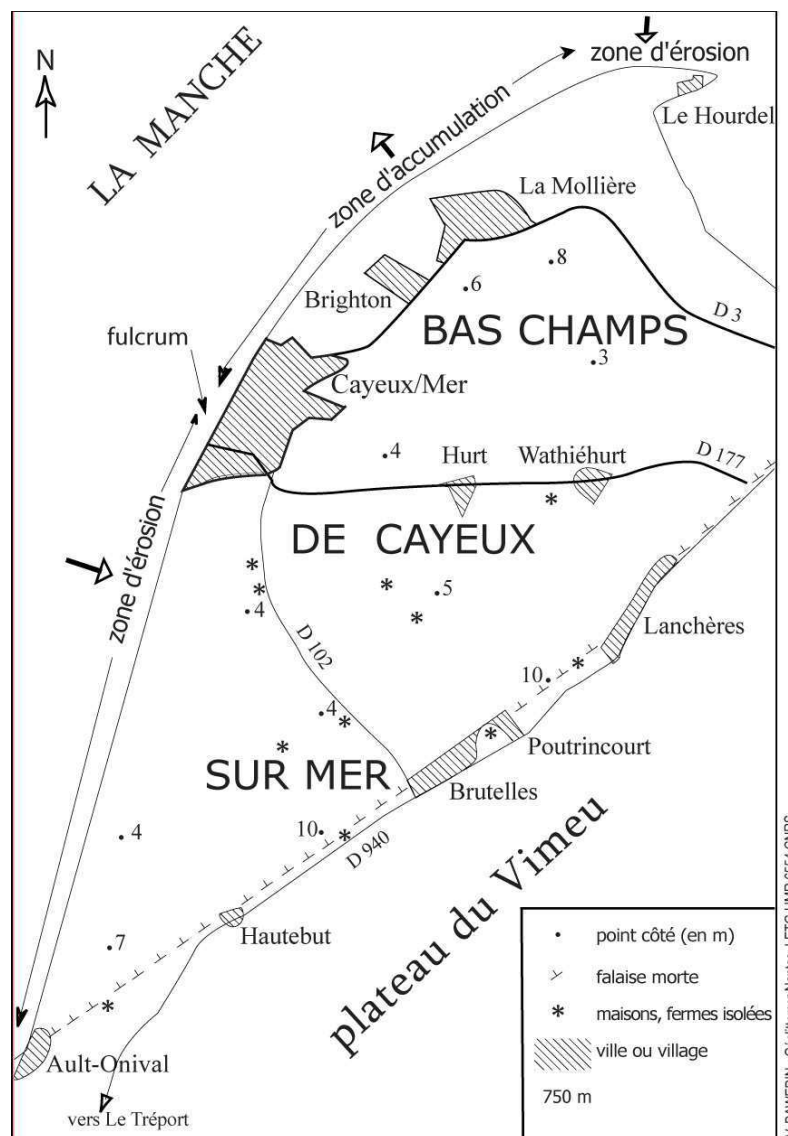 N
LA MANCHE
zone d'érosion
Le Hourdel
zone d'accumulation
La Mollière
8
6
Brighton
D 3
BAS CHAMPS
fulcrum
3
Cayeux/Mer
4
Hurt
Wathiéhurt
D 177
DE CAYEUX
zone d'érosion
5
4
Lanchères
D 102
10
4
Poutrincourt
SUR MER
Brutelles
4
10
D 940
plateau du Vimeu
7
Hautebut
Ault-Onival
vers Le Tréport
point côté (en m)
falaise morte
maisons, fermes isolées
ville ou village
750 m